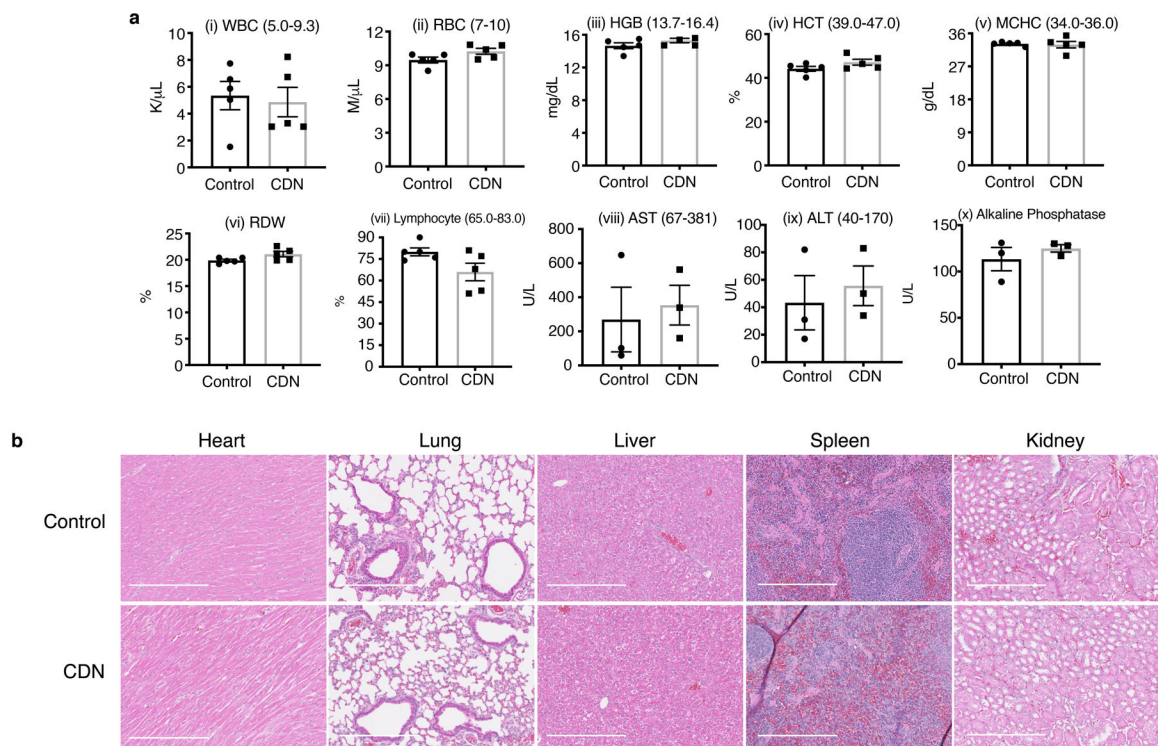 a
(i) WBC (5.0-9.3)
K/μL
10
8
6
4
2
0
Control CDN
(ii) RBC (7-10)
M/μL
12
9
6
3
0
Control CDN
(iii) HGB (13.7-16.4)
mg/dL
16
12
8
4
0
Control CDN
(iv) HCT (39.0-47.0)
%
60
40
20
0
Control CDN
(v) MCHC (34.0-36.0)
g/dL
36
27
18
9
0
Control CDN
(vi) RDW
%
25
20
15
10
5
0
Control CDN
(vii) Lymphocyte (65.0-83.0)
%
90
75
60
45
30
15
0
Control CDN
(viii) AST (67-381)
U/L
800
600
400
200
0
Control CDN
(ix) ALT (40-170)
U/L
100
80
60
40
20
0
Control CDN
(x) Alkaline Phosphatase
U/L
150
100
50
0
Control CDN
b
Heart Lung Liver Spleen Kidney
Control
CDN